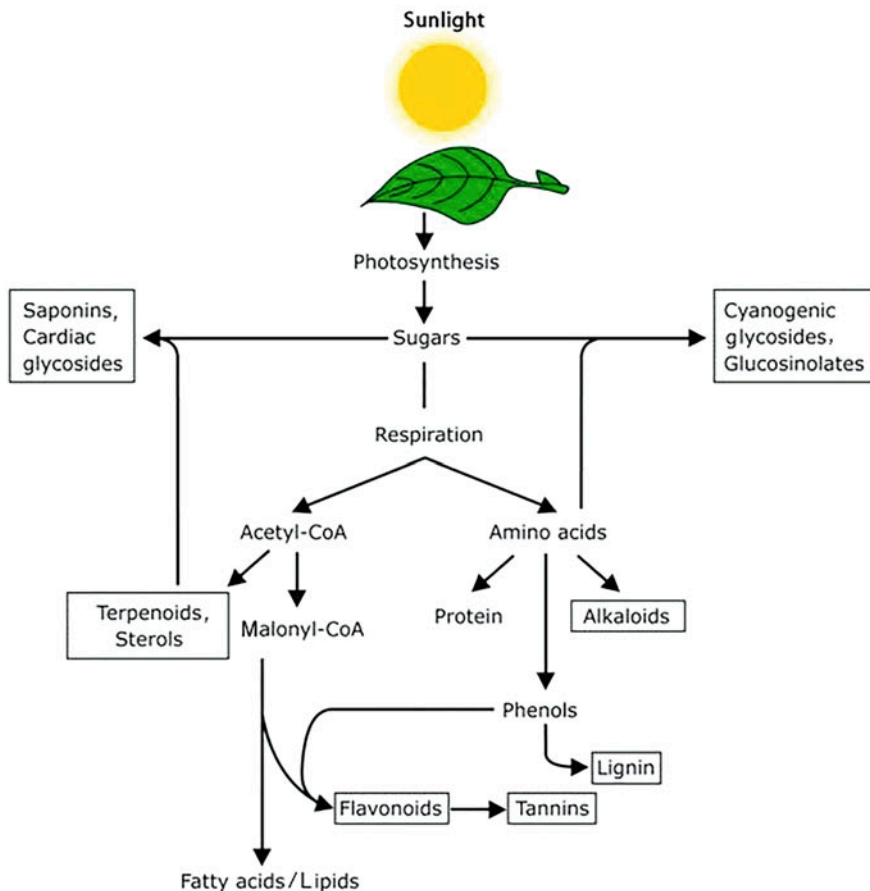 Sunlight
Photosynthesis
Saponins,
Cardiac
glycosides
Sugars
Cyanogenic
glycosides,
Glucosinolates
Respiration
Acetyl-CoA
Amino acids
Terpenoids,
Sterols
Malonyl-CoA
Protein
Alkaloids
Phenols
Lignin
Flavonoids
Tannins
Fatty acids/Lipids